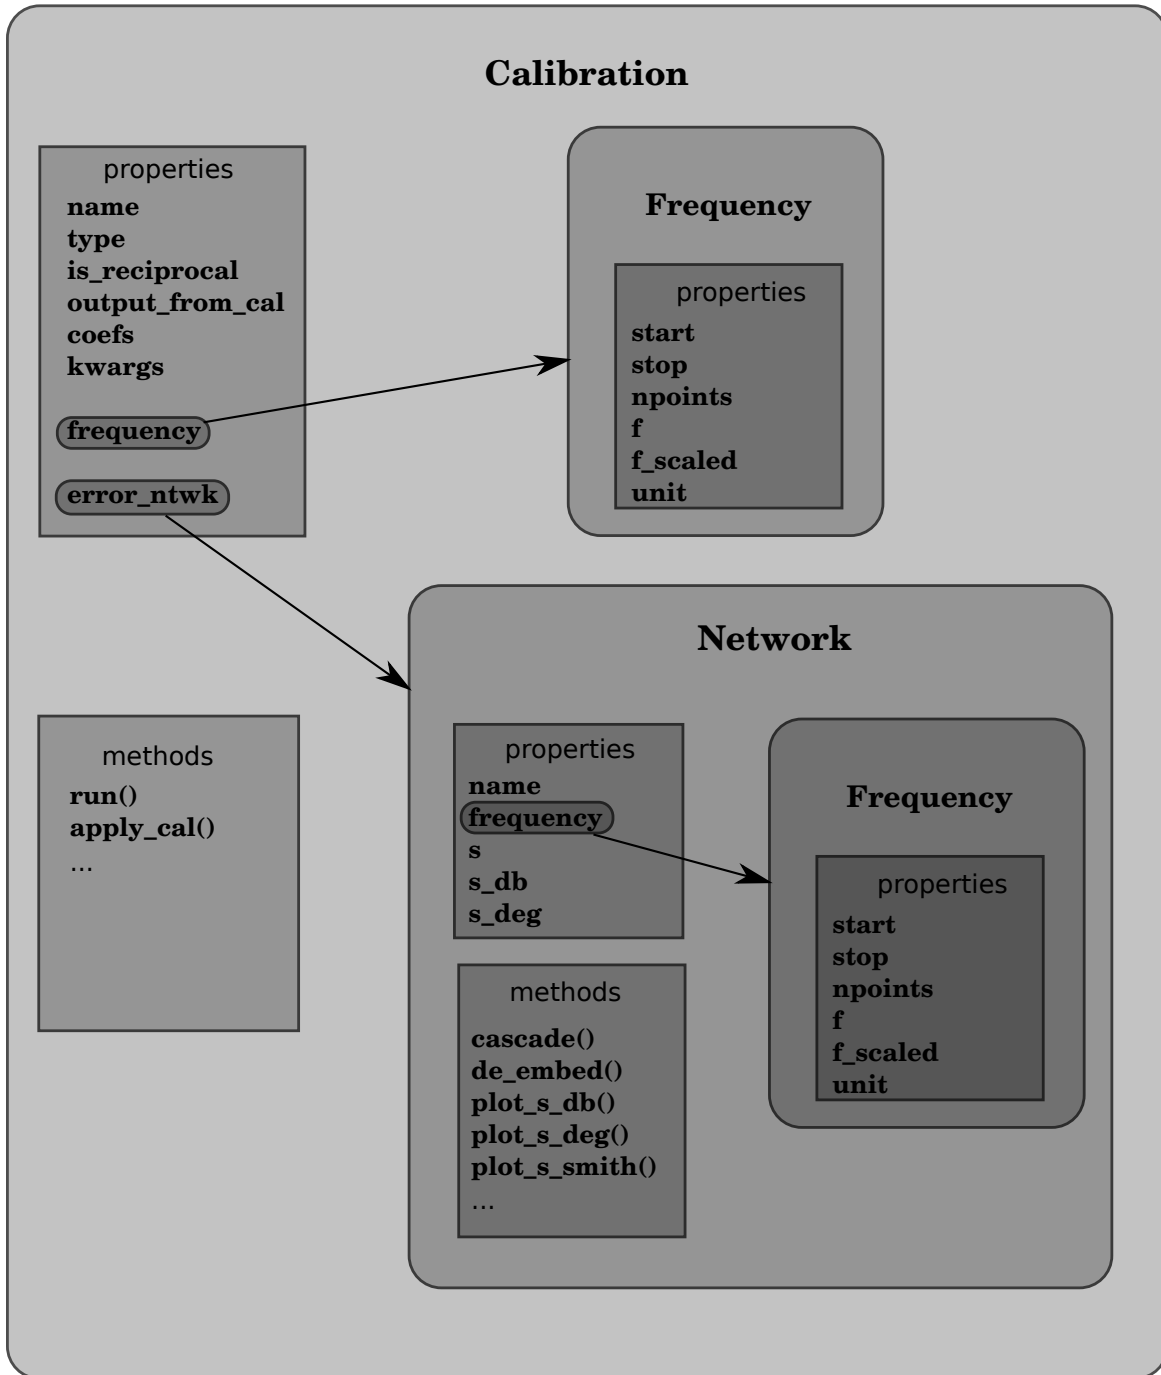 Calibration
properties
name
type
is_reciprocal
output_from_cal
coefs
kwargs
frequency
error_ntwk
Frequency
properties
start
stop
npoints
f
f_scaled
unit
methods
run()
apply_cal()
...
Network
properties
name
frequency
s
s_db
s_deg
methods
cascade()
de_embed()
plot_s_db()
plot_s_deg()
plot_s_smith()
...
Frequency
properties
start
stop
npoints
f
f_scaled
unit